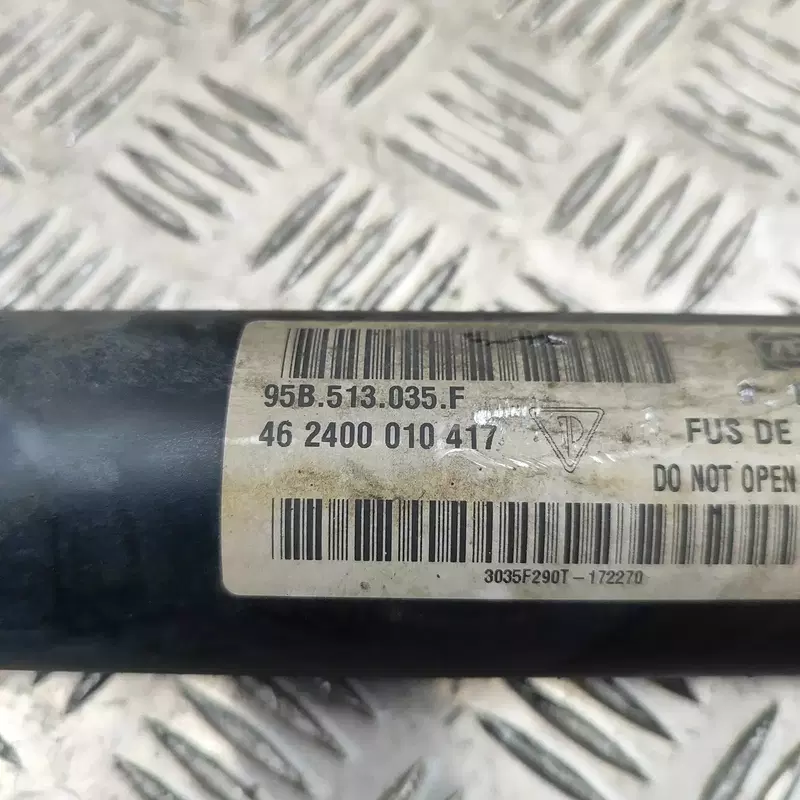 95B.513.035.F
46 2400 010 417
FUS DE
DO NOT OPEN
3035F290T-172270